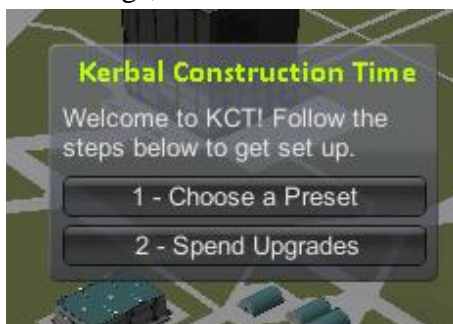 Kerbal Construction Time
Welcome to KCT! Follow the
steps below to get set up.
1 - Choose a Preset
2 - Spend Upgrades